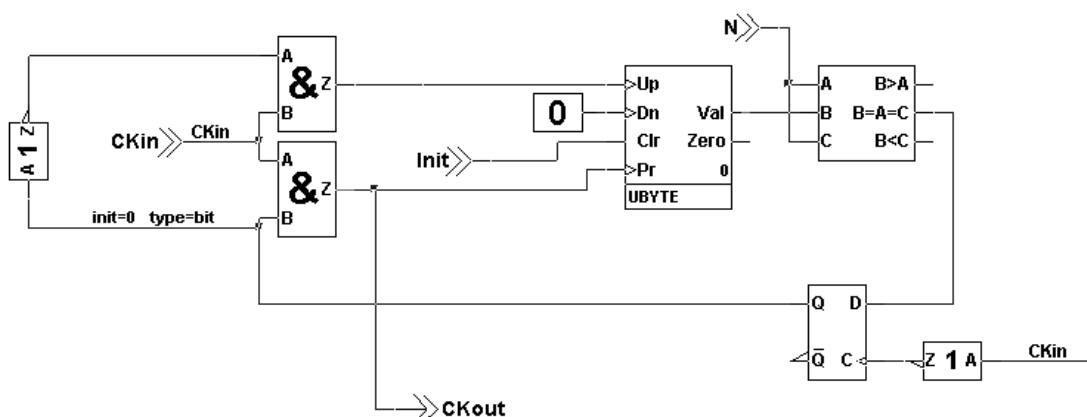 N
A
& Z
B
CKin CKin
A
& Z
B
A 1 Z
init=0 type=bit
0
Init
Up
Dn Val
Clr Zero
Pr 0
UBYTE
A B>A
B B=A=C
C B<C
Q D
Q̅ C
Z 1 A
CKin
CKout